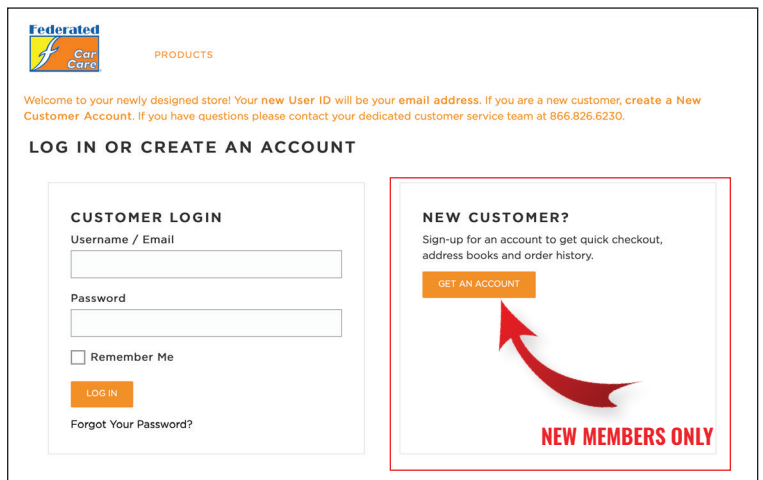 Federated
Car
Care
PRODUCTS
Welcome to your newly designed store! Your new User ID will be your email address. If you are a new customer, create a New
Customer Account. If you have questions please contact your dedicated customer service team at 866.826.6230.
LOG IN OR CREATE AN ACCOUNT
CUSTOMER LOGIN
Username / Email
Password
Remember Me
LOG IN
Forgot Your Password?
NEW CUSTOMER?
Sign-up for an account to get quick checkout,
address books and order history.
GET AN ACCOUNT
NEW MEMBERS ONLY